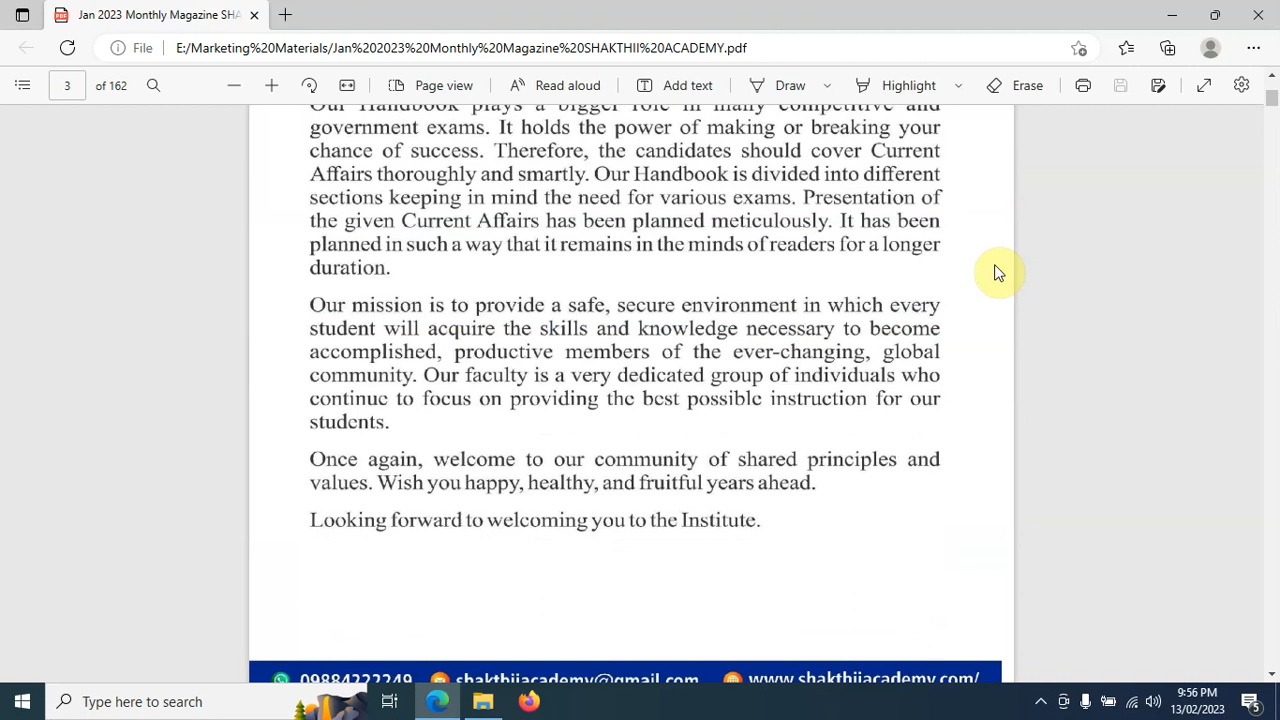 Jan 2023 Monthly Magazine SHA
File
E:/Marketing%20Materials/Jan%202023%20Monthly%20Magazine%20SHAKTHII%20ACADEMY.pdf
3 of 162
Page view
Read aloud
Add text
Draw
Highlight
Erase
Our Handbook plays a bigger role in many competitive and
government exams. It holds the power of making or breaking your
chance of success. Therefore, the candidates should cover Current
Affairs thoroughly and smartly. Our Handbook is divided into different
sections keeping in mind the need for various exams. Presentation of
the given Current Affairs has been planned meticulously. It has been
planned in such a way that it remains in the minds of readers for a longer
duration.
Our mission is to provide a safe, secure environment in which every
student will acquire the skills and knowledge necessary to become
accomplished, productive members of the ever-changing, global
community. Our faculty is a very dedicated group of individuals who
continue to focus on providing the best possible instruction for our
students.
Once again, welcome to our community of shared principles and
values. Wish you happy, healthy, and fruitful years ahead.
Looking forward to welcoming you to the Institute.
09884222249 shakthiiacademy@gmail.com www.shakthiiacademy.com/
Type here to search
9:56 PM
13/02/2023
5